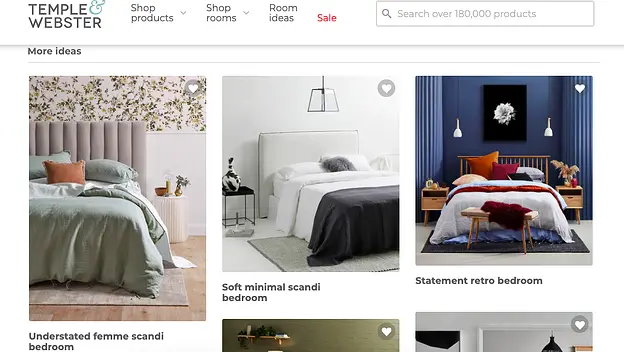 TEMPLE &
WEBSTER
Shop
products
Shop
rooms
Room
ideas
Sale
Search over 180,000 products
More ideas
Understated femme scandi
bedroom
Soft minimal scandi
bedroom
Statement retro bedroom